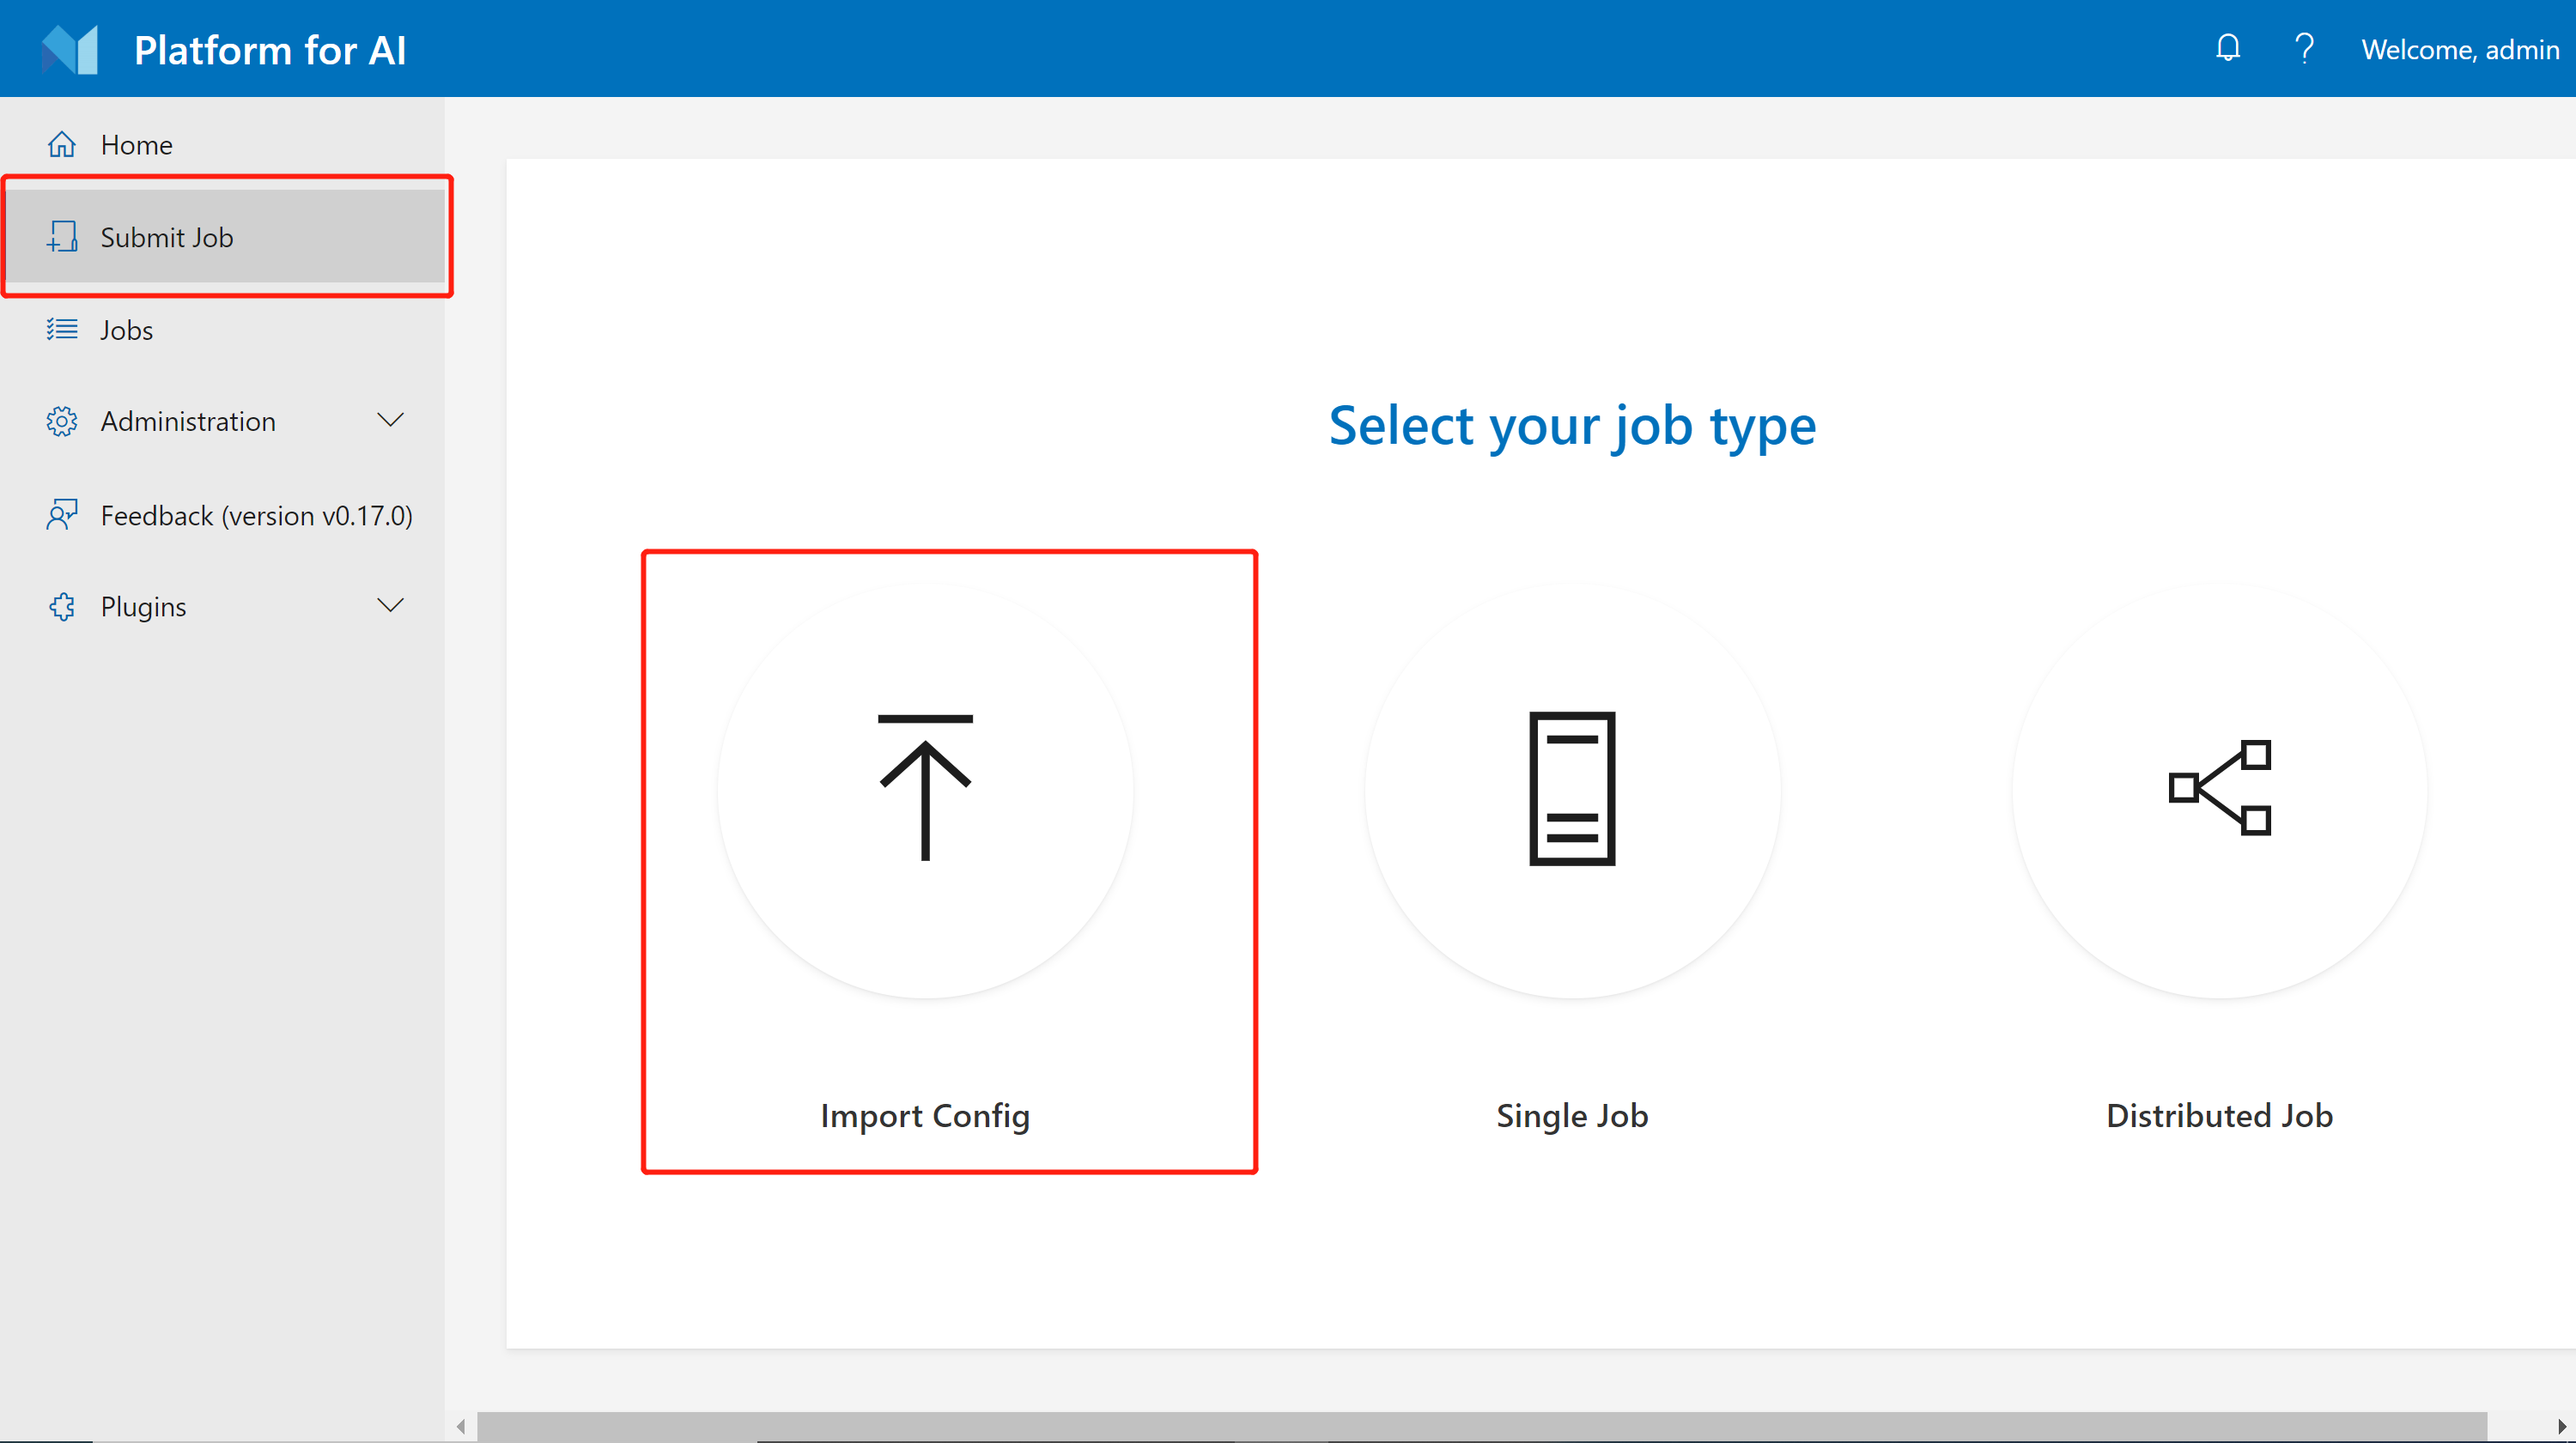 Platform for AI
Welcome, admin
Home
Submit Job
Jobs
Administration
Feedback (version v0.17.0)
Plugins
Select your job type
Import Config
Single Job
Distributed Job